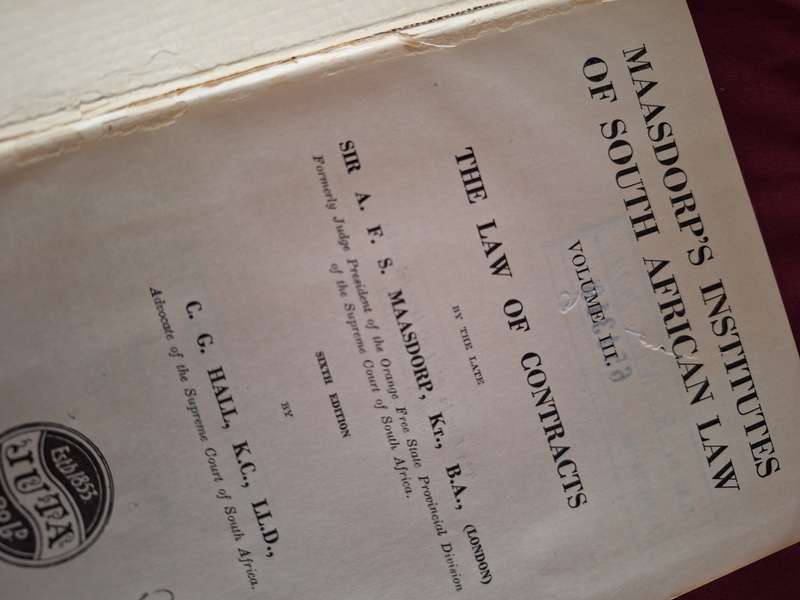 MAASDORP'S INSTITUTES
OF SOUTH AFRICAN LAW
VOLUME III.
THE LAW OF CONTRACTS
BY THE LATE
SIR A. F. S. MAASDORP, KT., B.A., (LONDON)
Formerly Judge President of the Orange Free State Provincial Division
of the Supreme Court of South Africa.
SIXTH EDITION
BY
C. G. HALL, K.C., LL.D.,
Advocate of the Supreme Court of South Africa.
Estb 1853
JUTA